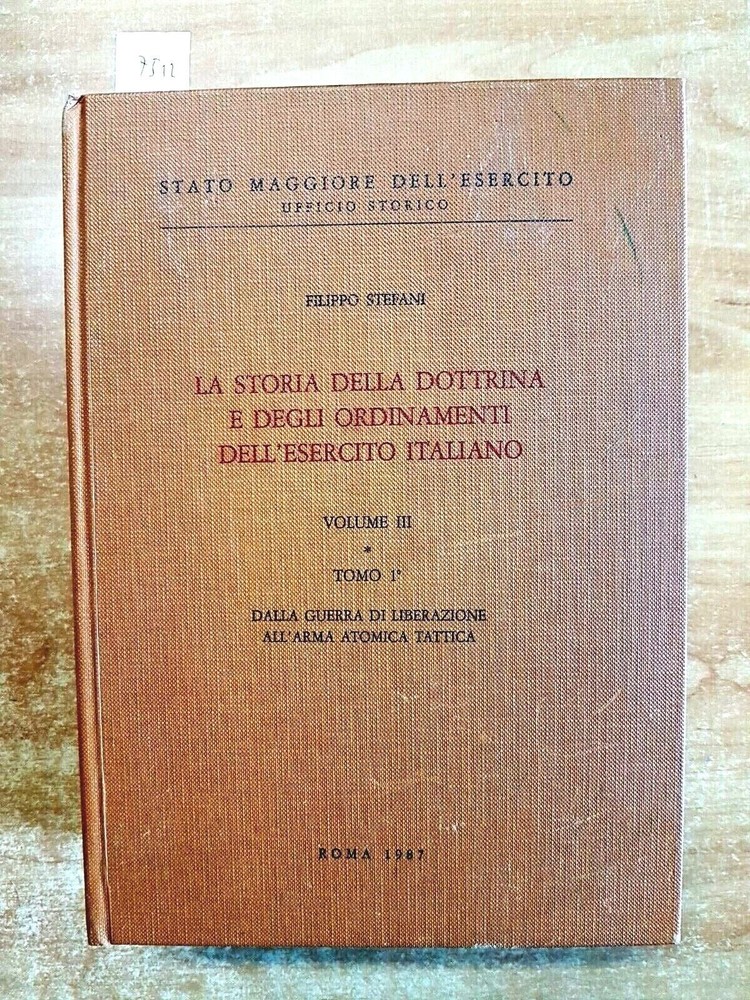 7512
STATO MAGGIORE DELL'ESERCITO
UFFICIO STORICO
FILIPPO STEFANI
LA STORIA DELLA DOTTRINA
E DEGLI ORDINAMENTI
DELL'ESERCITO ITALIANO
VOLUME III
*
TOMO 1°
DALLA GUERRA DI LIBERAZIONE
ALL'ARMA ATOMICA TATTICA
ROMA 1987